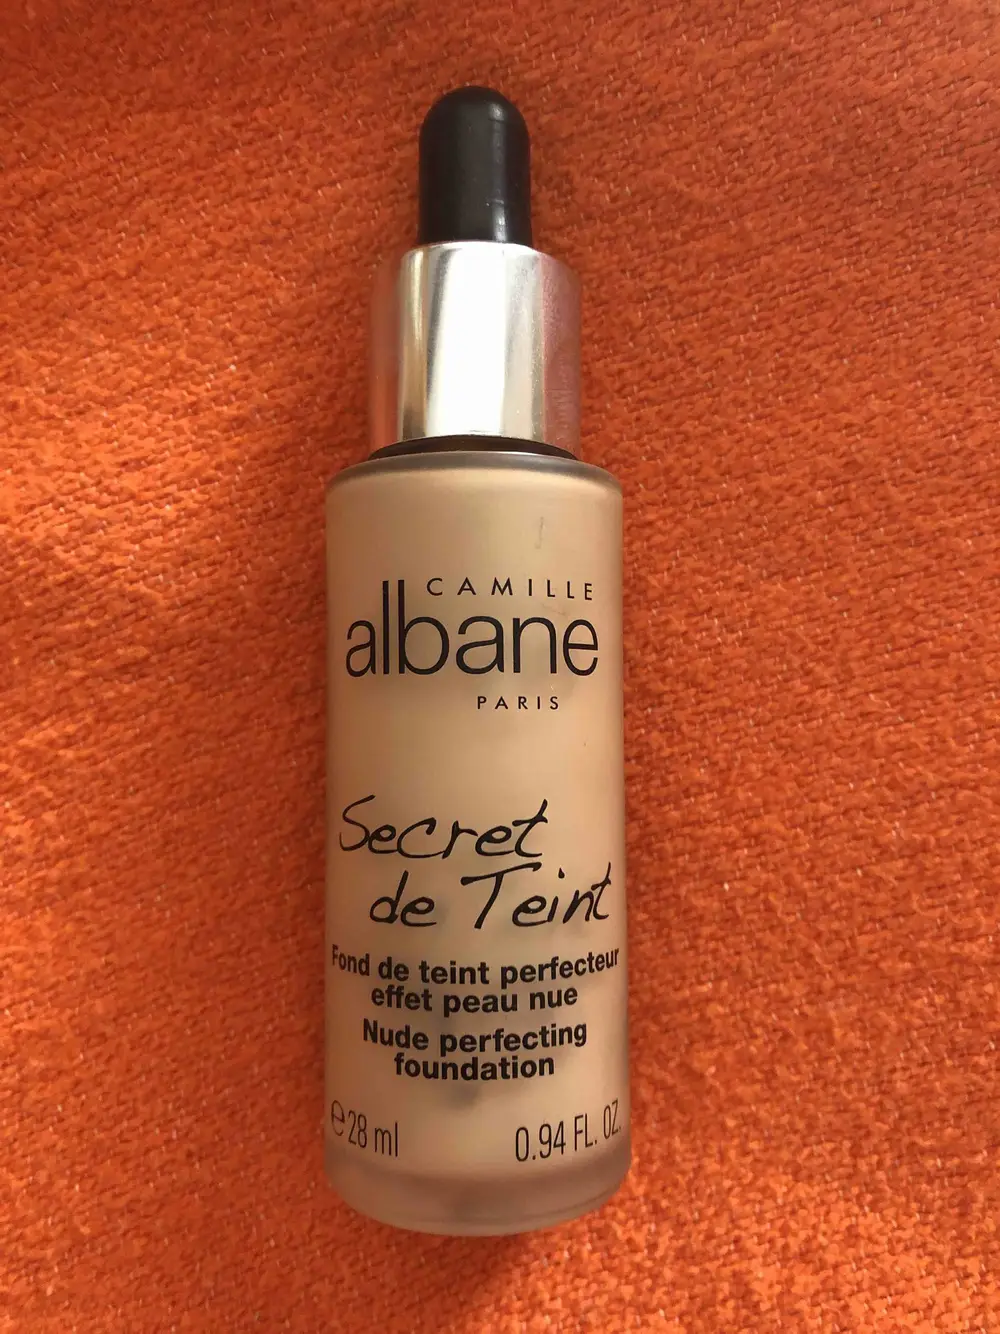 CAMILLE
albane
PARIS
Secret
de Teint
Fond de teint perfecteur
effet peau nue
Nude perfecting
foundation
℮28 ml 0.94 FL. OZ.